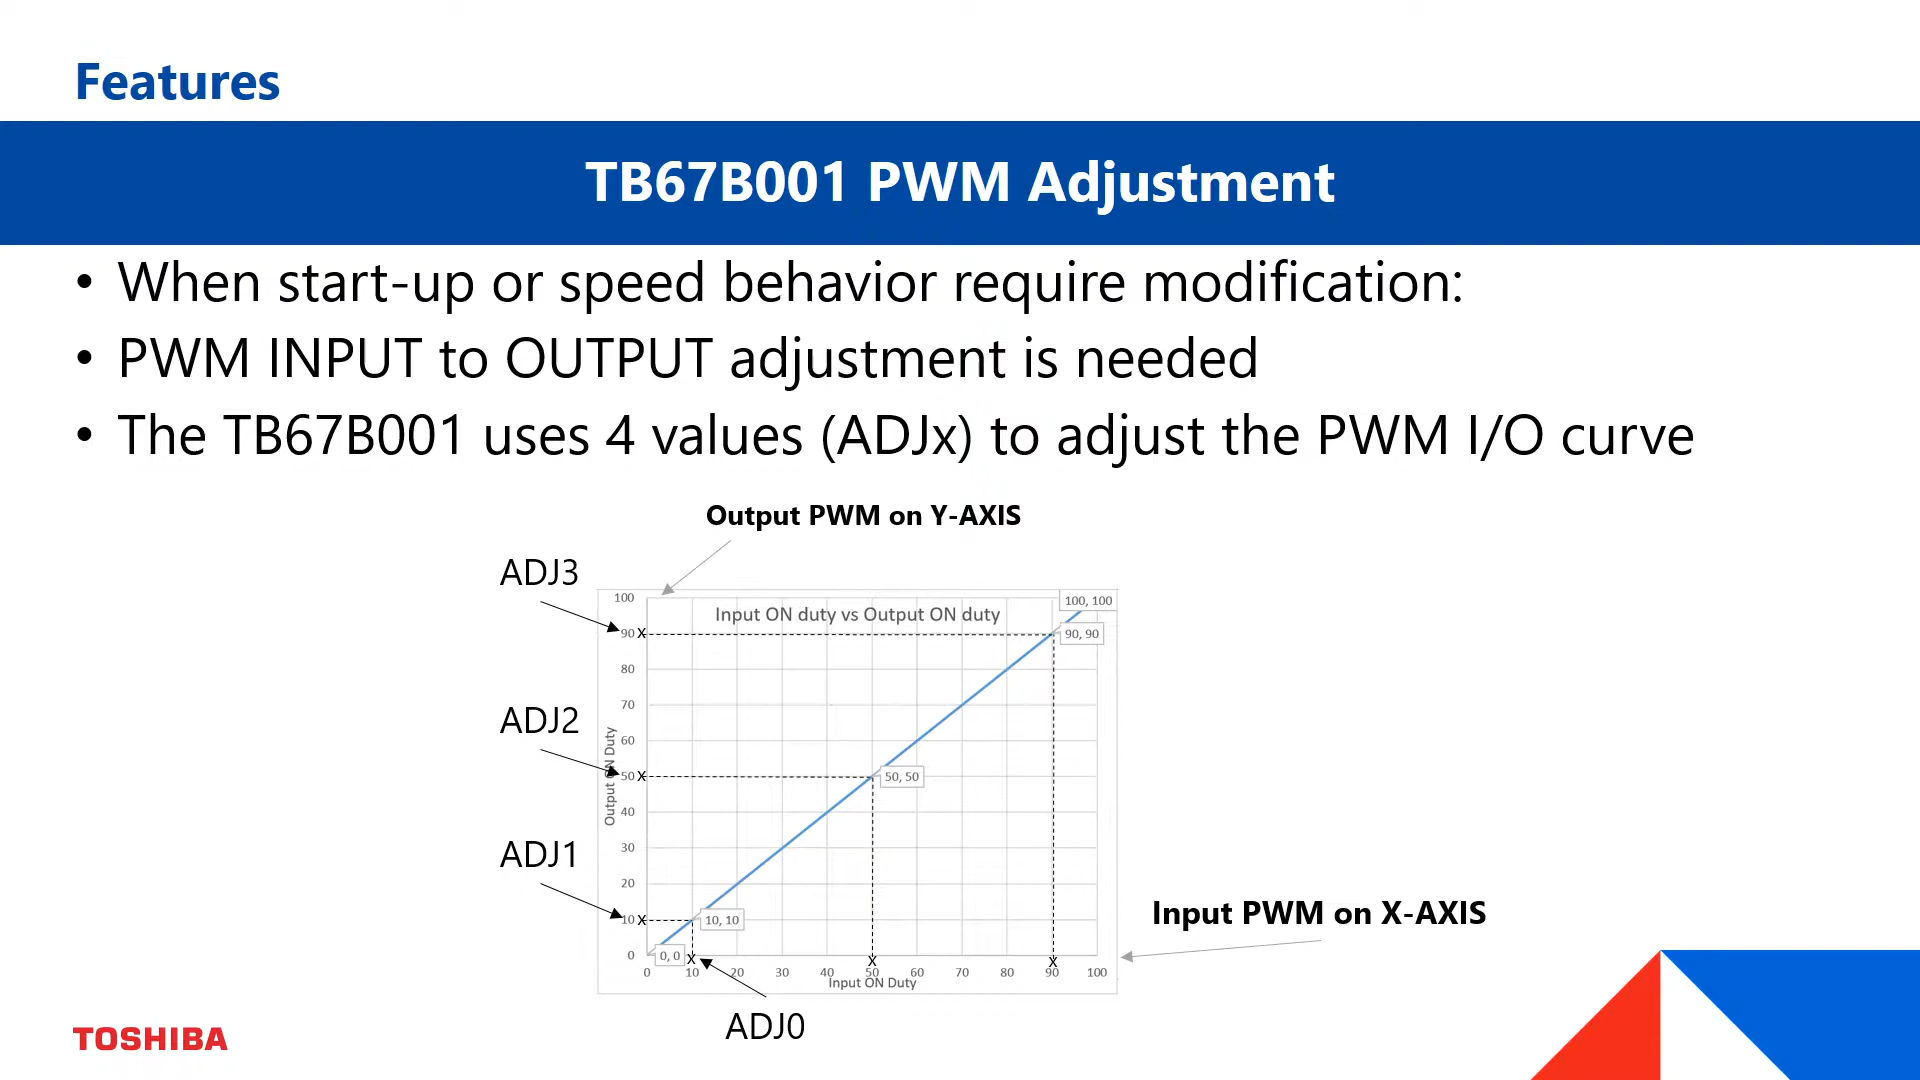 Features
TB67B001 PWM Adjustment
• When start-up or speed behavior require modification:
• PWM INPUT to OUTPUT adjustment is needed
• The TB67B001 uses 4 values (ADJx) to adjust the PWM I/O curve
Output PWM on Y-AXIS
ADJ3
ADJ2
ADJ1
Input ON duty vs Output ON duty
Output ON Duty
100
90
80
70
60
50
40
30
20
10
0
X
X
X
100, 100
90, 90
50, 50
10, 10
0, 0
X
X
X
0
10
20
30
40
50
60
70
80
90
100
Input ON Duty
Input PWM on X-AXIS
ADJ0
TOSHIBA